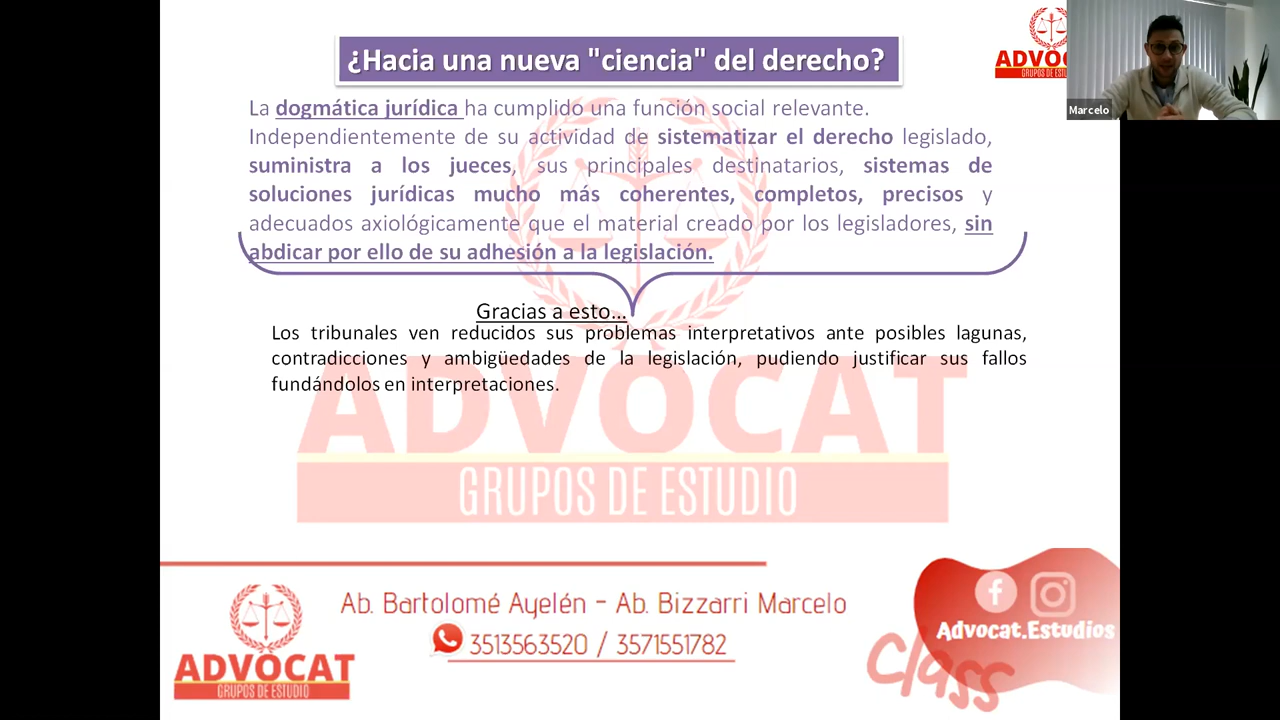 ¿Hacia una nueva "ciencia" del derecho?
ADVOC
GRUPOS DE ESTUD
Marcelo
La dogmática jurídica ha cumplido una función social relevante.
Independientemente de su actividad de sistematizar el derecho legislado,
suministra a los jueces, sus principales destinatarios, sistemas de
soluciones jurídicas mucho más coherentes, completos, precisos y
adecuados axiológicamente que el material creado por los legisladores, sin
abdicar por ello de su adhesión a la legislación.
Gracias a esto...
Los tribunales ven reducidos sus problemas interpretativos ante posibles lagunas,
contradicciones y ambigüedades de la legislación, pudiendo justificar sus fallos
fundándolos en interpretaciones.
ADVOCAT
GRUPOS DE ESTUDIO
Ab. Bartolomé Ayelén - Ab. Bizzarri Marcelo
3513563520 / 3571551782
ADVOCAT
GRUPOS DE ESTUDIO
Advocat.Estudios
class